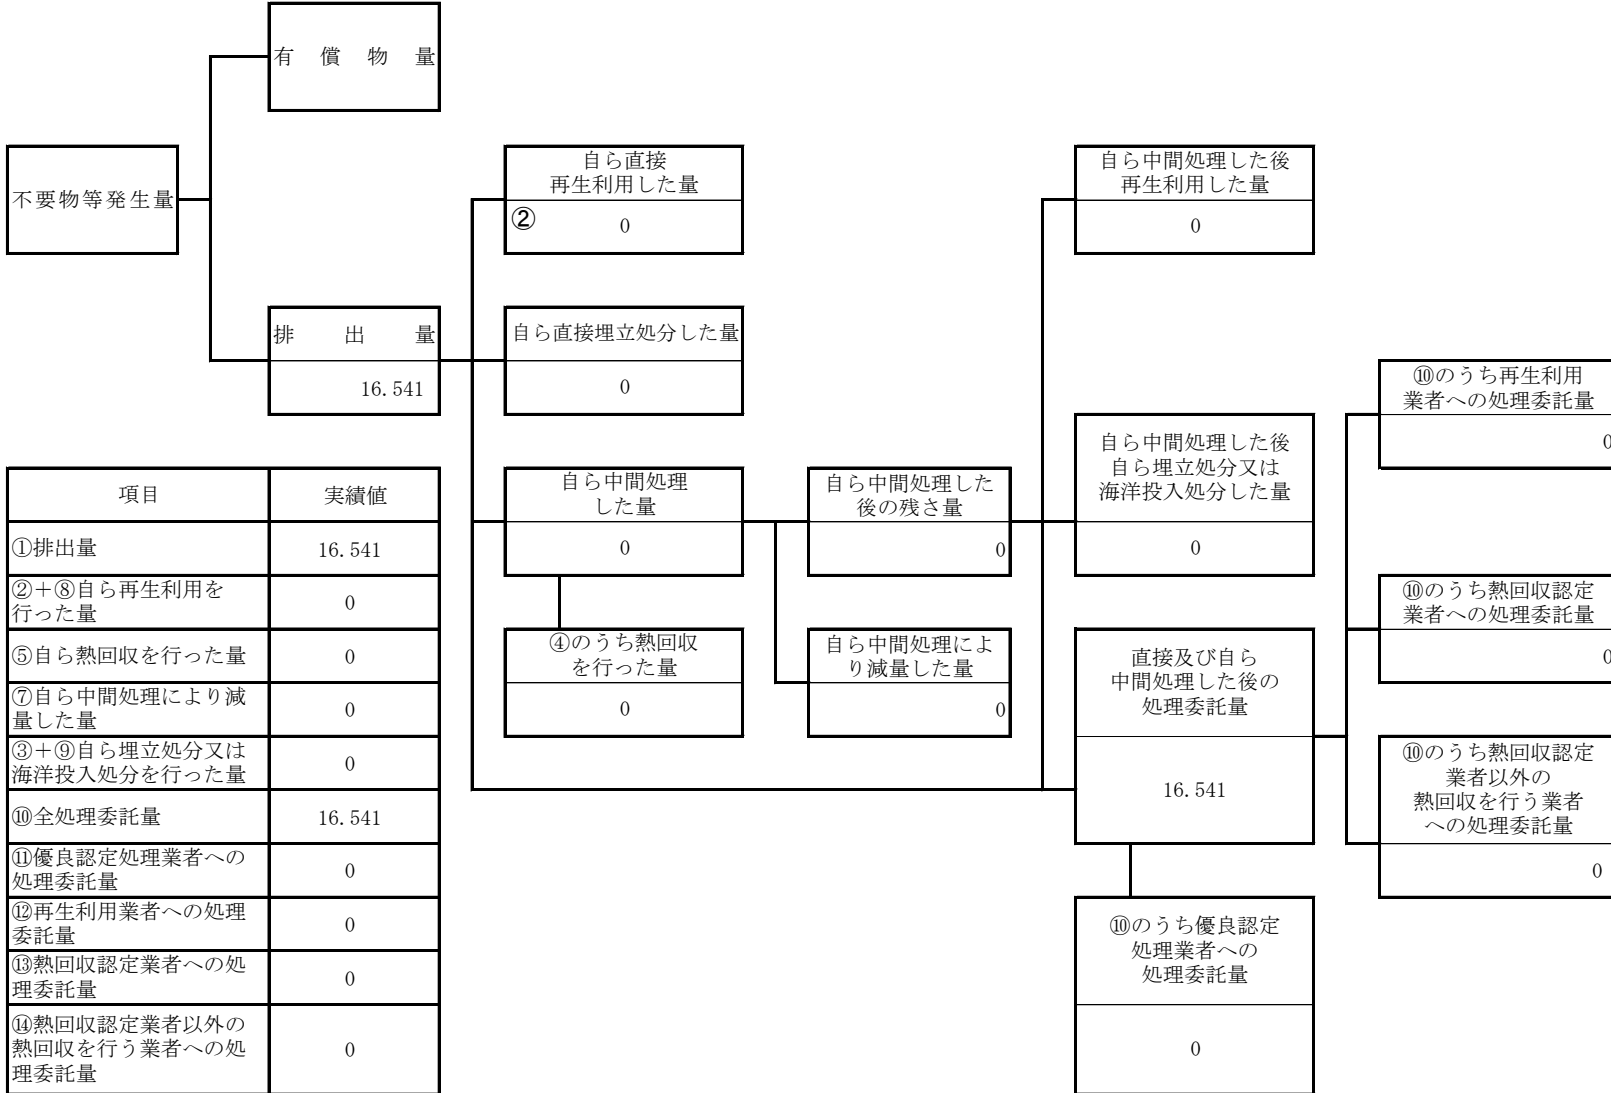 有償物量
不要物等発生量
自ら直接
再生利用した量
②
0
自ら中間処理した後
再生利用した量
0
排出量
16.541
自ら直接埋立処分した量
0
⑩のうち再生利用
業者への処理委託量
0
自ら中間処理した後
自ら埋立処分又は
海洋投入処分した量
0
自ら中間処理
した量
0
自ら中間処理した
後の残さ量
0
④のうち熱回収
を行った量
0
自ら中間処理によ
り減量した量
0
直接及び自ら
中間処理した後の
処理委託量
16.541
⑩のうち熱回収認定
業者への処理委託量
0
⑩のうち熱回収認定
業者以外の
熱回収を行う業者
への処理委託量
0
⑩のうち優良認定
処理業者への
処理委託量
0
項目 実績値
①排出量 16.541
②+⑧自ら再生利用を
行った量 0
⑤自ら熱回収を行った量 0
⑦自ら中間処理により減
量した量 0
③+⑨自ら埋立処分又は
海洋投入処分を行った量 0
⑩全処理委託量 16.541
⑪優良認定処理業者への
処理委託量 0
⑫再生利用業者への処理
委託量 0
⑬熱回収認定業者への処
理委託量 0
⑭熱回収認定業者以外の
熱回収を行う業者への処
理委託量 0